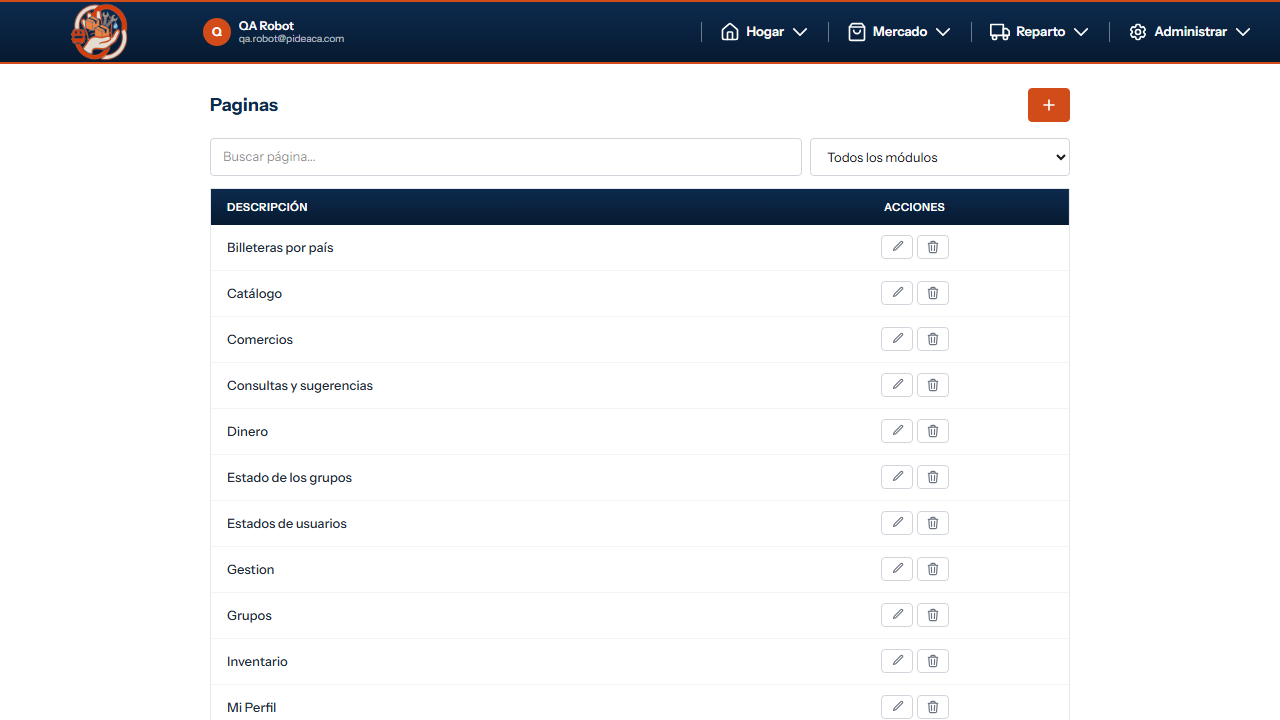 Q
QA Robot
qa.robot@pideaca.com
Hogar
Mercado
Reparto
Administrar
Paginas
+
Buscar página...
Todos los módulos
DESCRIPCIÓN
ACCIONES
Billeteras por país
Catálogo
Comercios
Consultas y sugerencias
Dinero
Estado de los grupos
Estados de usuarios
Gestion
Grupos
Inventario
Mi Perfil